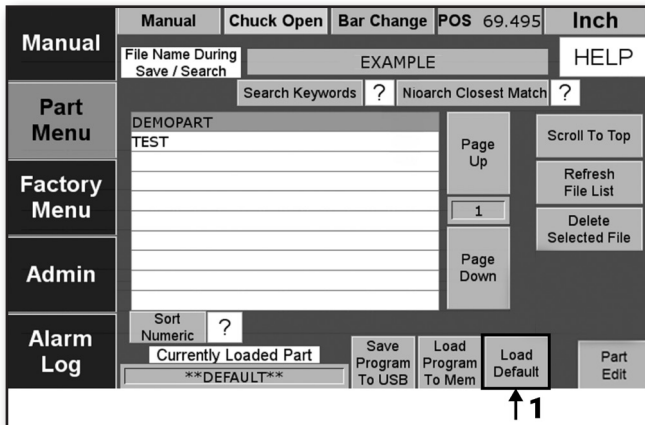 Manual
Chuck Open
Bar Change
POS 69.495
Inch
Manual
File Name During
Save / Search
EXAMPLE
HELP
Search Keywords
?
Nioarch Closest Match
?
Part
Menu
DEMOPART
TEST
Page
Up
1
Page
Down
Scroll To Top
Refresh
File List
Delete
Selected File
Factory
Menu
Admin
Alarm
Log
Sort
Numeric
?
Currently Loaded Part
**DEFAULT**
Save
Program
To USB
Load
Program
To Mem
Load
Default
Part
Edit
1